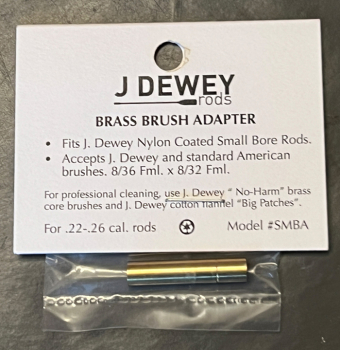 J DEWEY
rods
BRASS BRUSH ADAPTER
• Fits J. Dewey Nylon Coated Small Bore Rods.
• Accepts J. Dewey and standard American
brushes. 8/36 Fml. x 8/32 Fml.
For professional cleaning, use J. Dewey " No-Harm" brass
core brushes and J. Dewey cotton flannel "Big Patches".
For .22-.26 cal. rods Model #SMBA